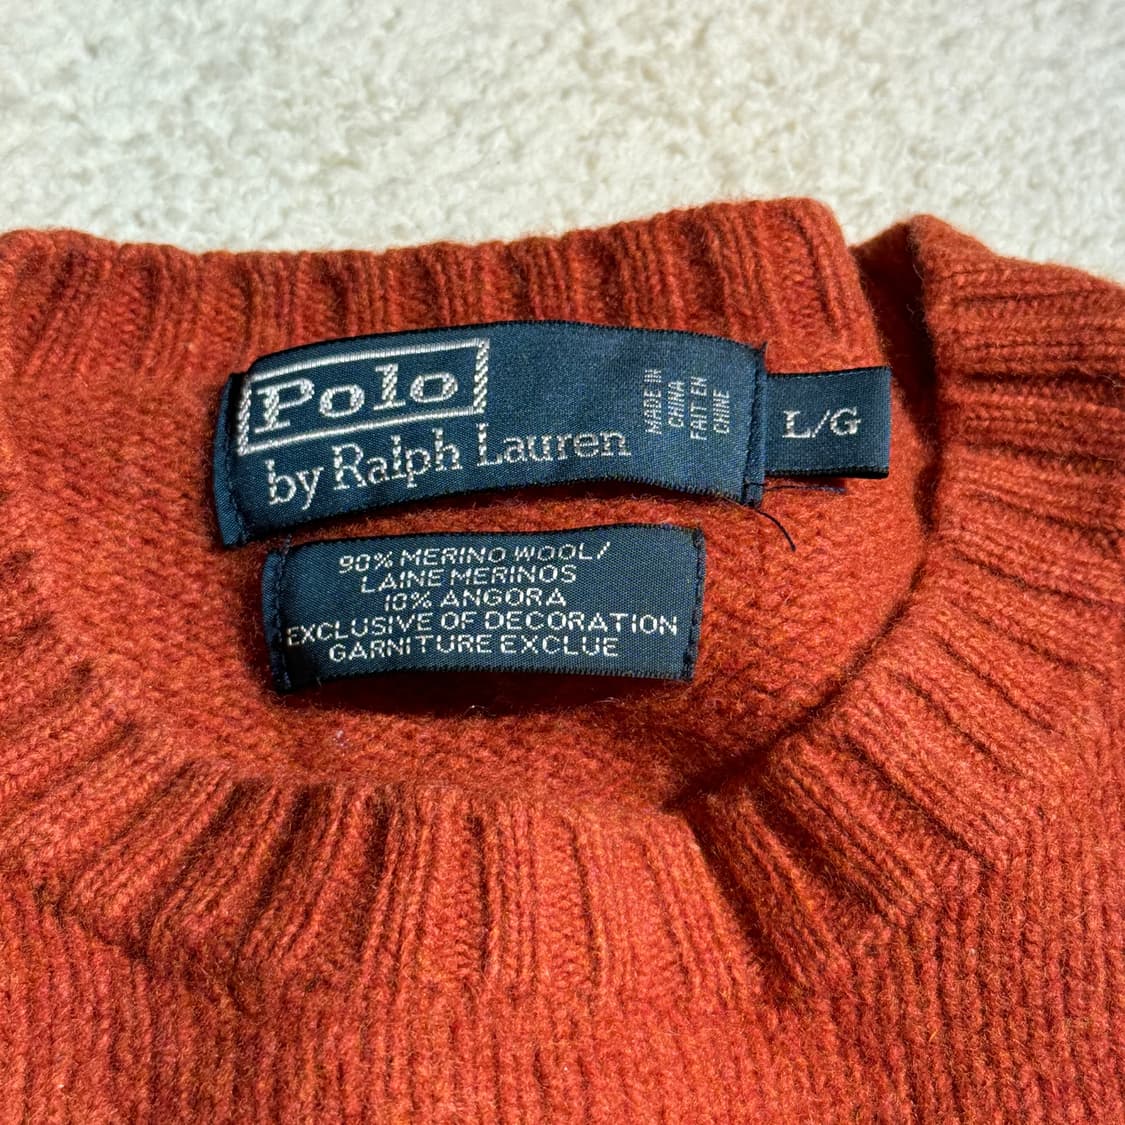 Polo
by Ralph Lauren
MADE IN
CHINA
FAIT EN
CHINE
L/G
90% MERINO WOOL/
LAINE MERINOS
10% ANGORA
EXCLUSIVE OF DECORATION
GARNITURE EXCLUE